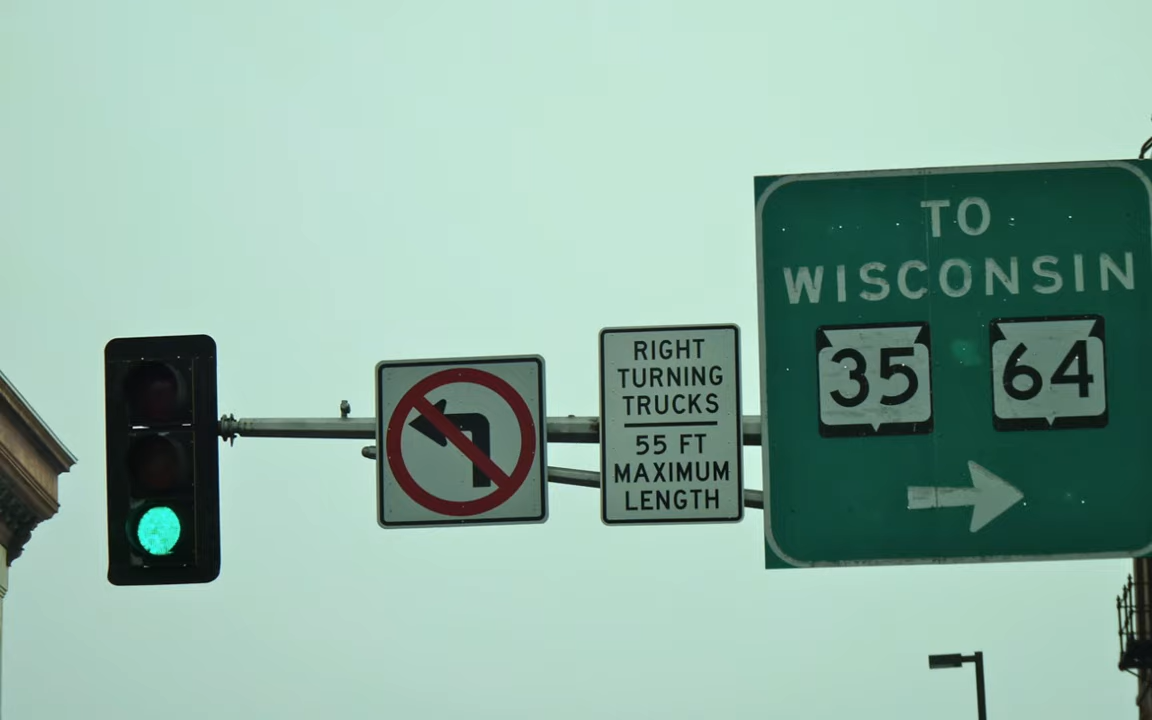 RIGHT
TURNING
TRUCKS
55 FT
MAXIMUM
LENGTH
TO
WISCONSIN
35 64